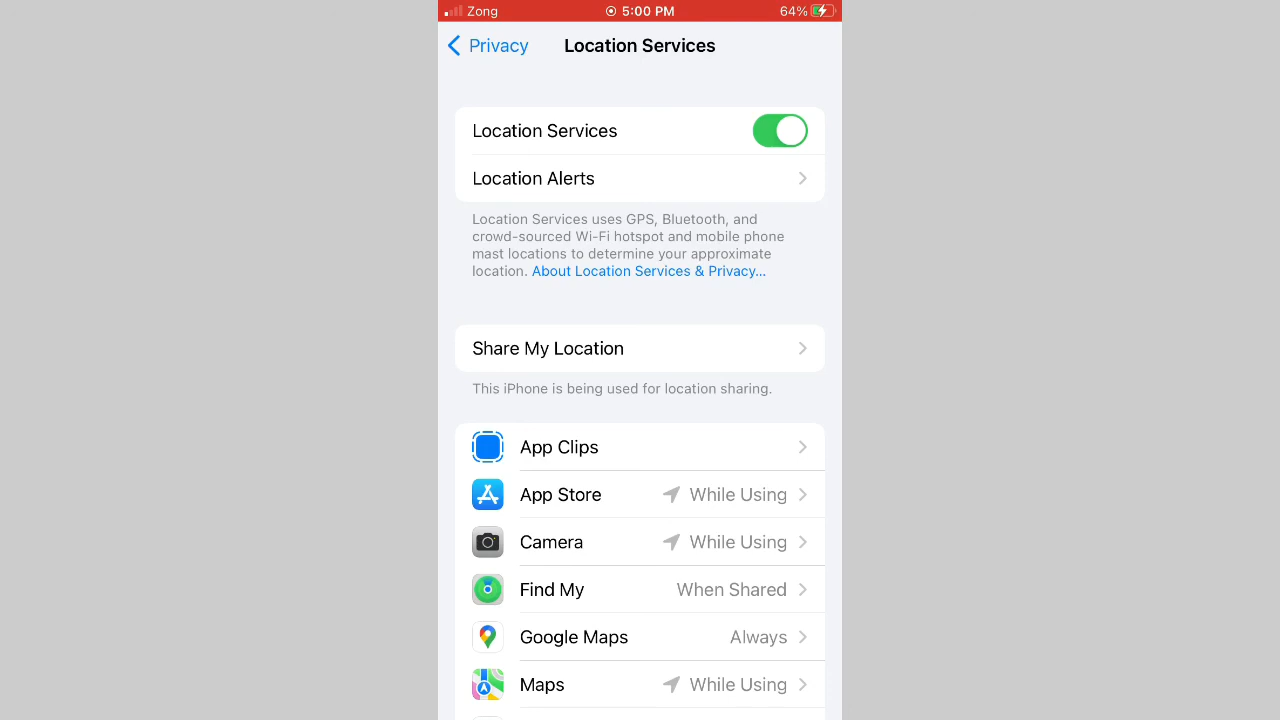 Zong 5:00 PM 64%
Privacy Location Services
Location Services
Location Alerts
Location Services uses GPS, Bluetooth, and
crowd-sourced Wi-Fi hotspot and mobile phone
mast locations to determine your approximate
location. About Location Services & Privacy...
Share My Location
This iPhone is being used for location sharing.
App Clips
App Store While Using
Camera While Using
Find My When Shared
Google Maps Always
Maps While Using